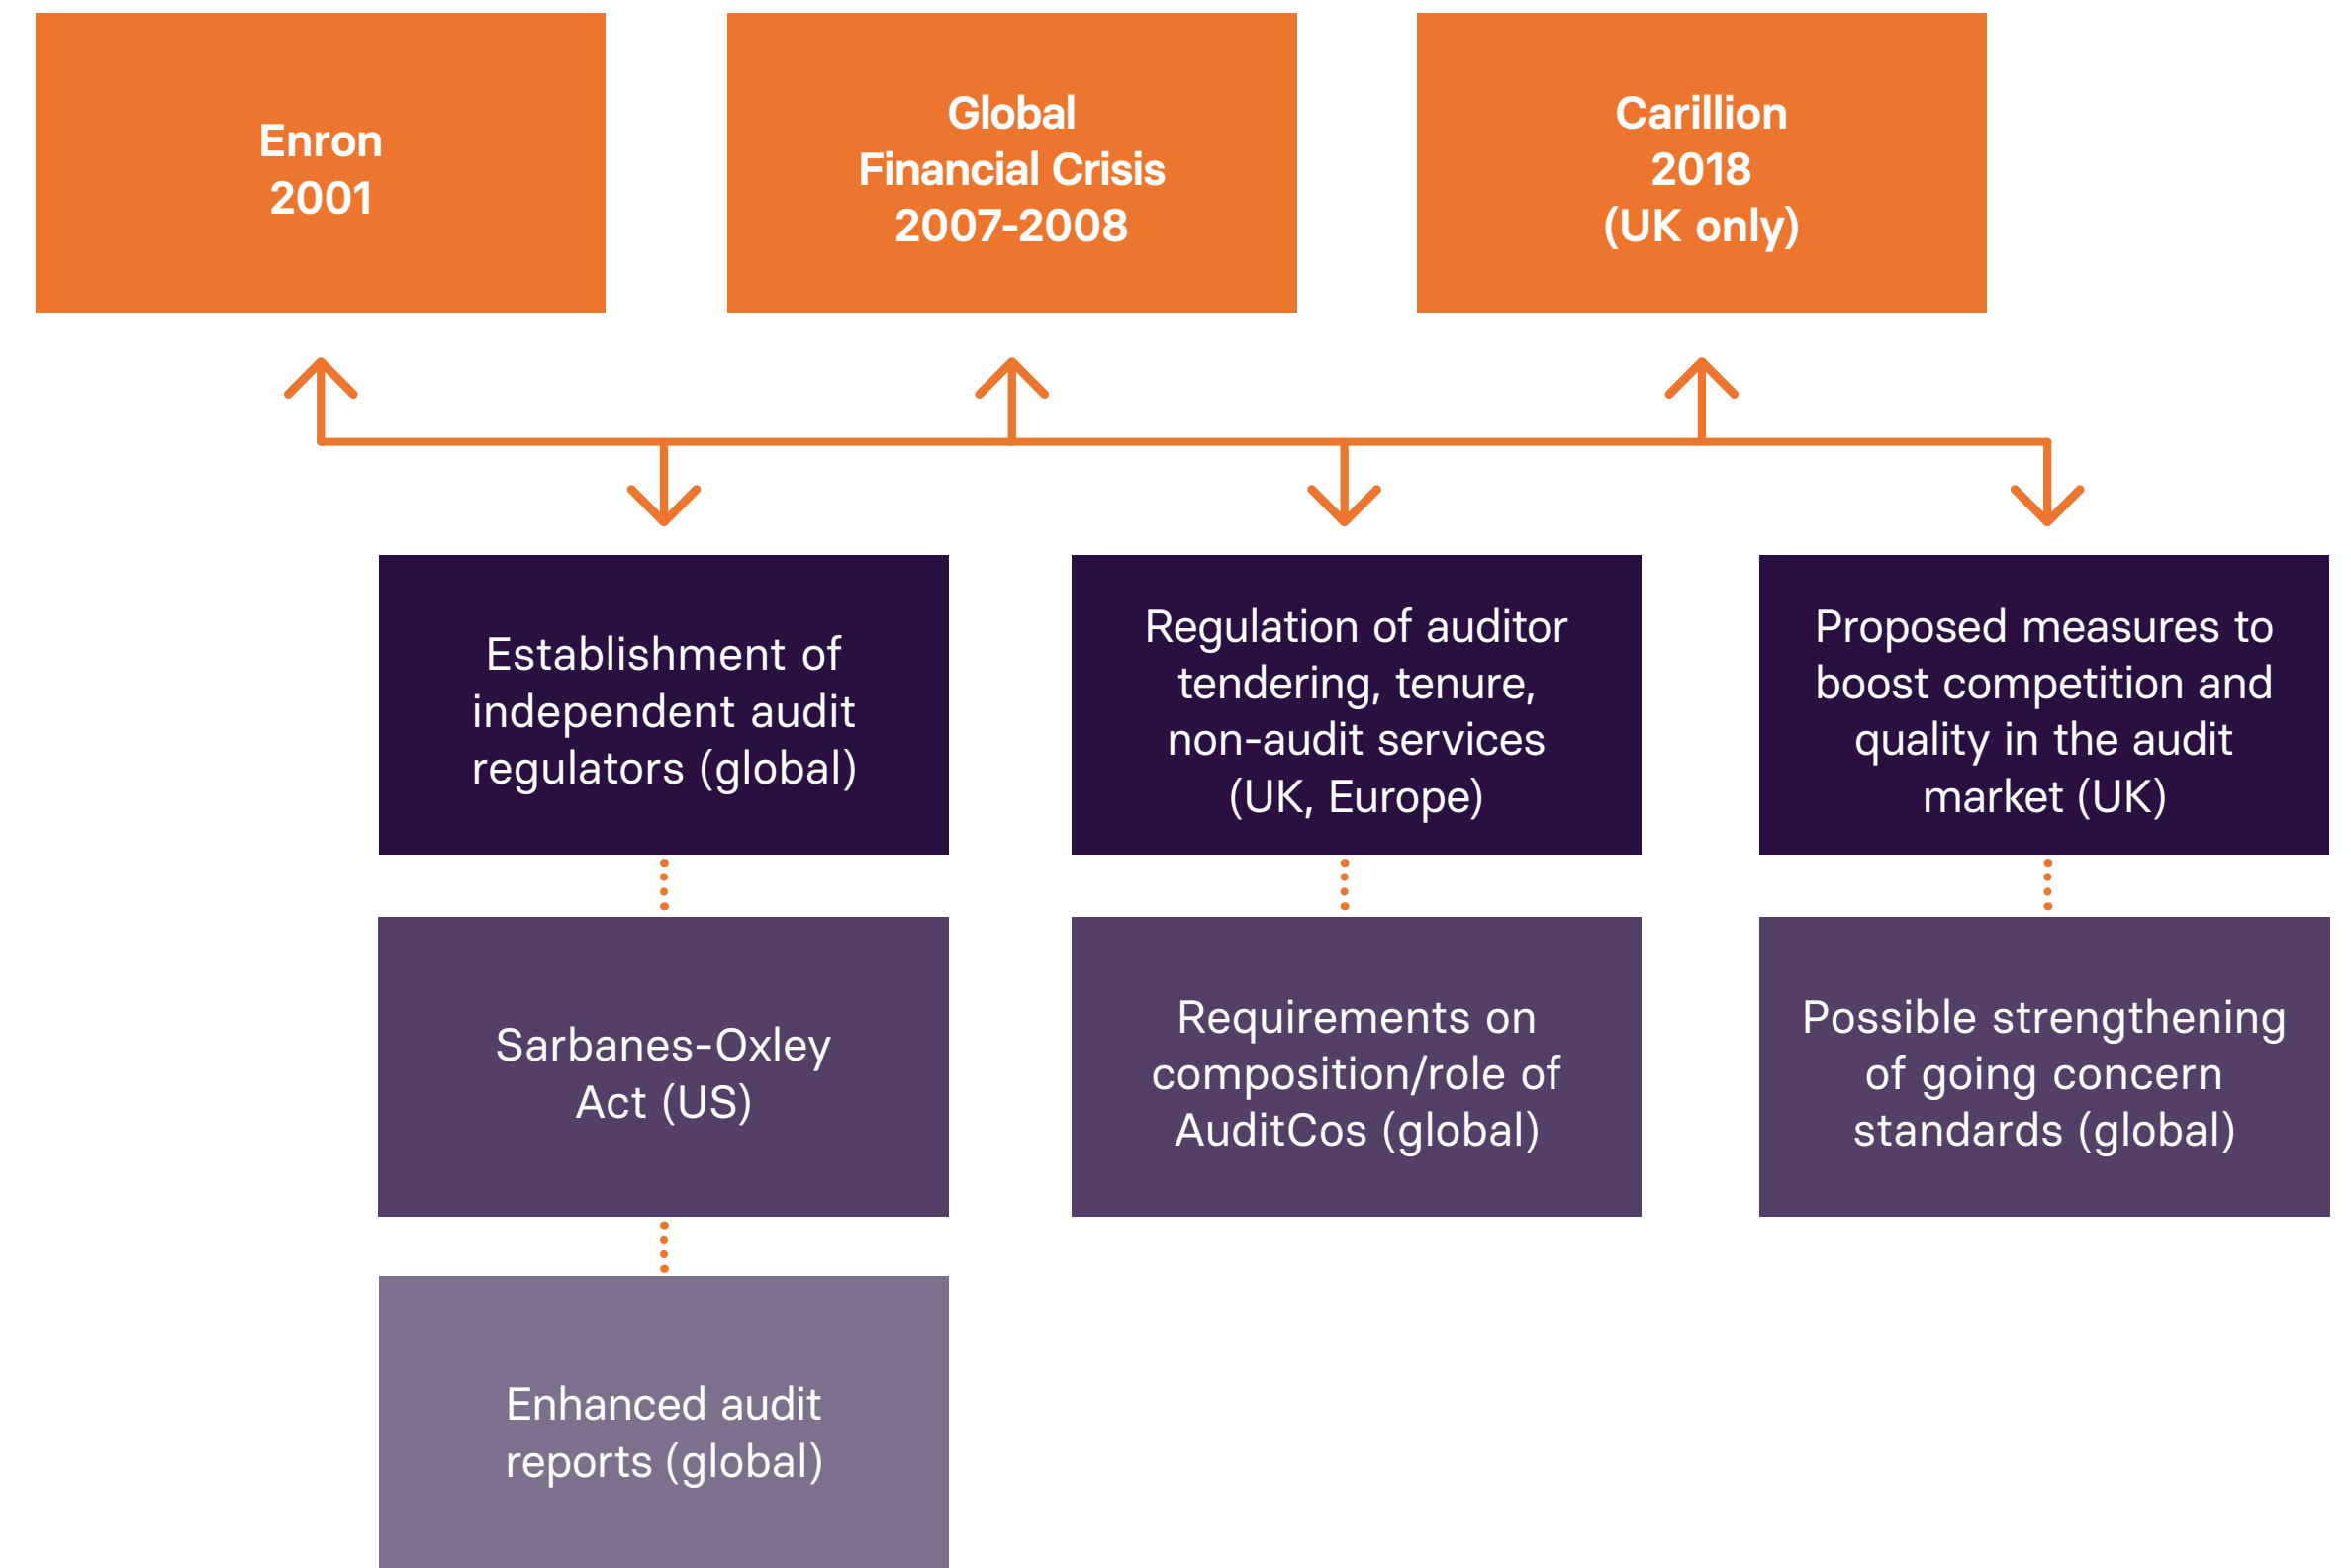 Enron
2001
Global
Financial Crisis
2007-2008
Carillion
2018
(UK only)
Establishment of
independent audit
regulators (global)
Regulation of auditor
tendering, tenure,
non-audit services
(UK, Europe)
Proposed measures to
boost competition and
quality in the audit
market (UK)
Sarbanes-Oxley
Act (US)
Requirements on
composition/role of
AuditCos (global)
Possible strengthening
of going concern
standards (global)
Enhanced audit
reports (global)